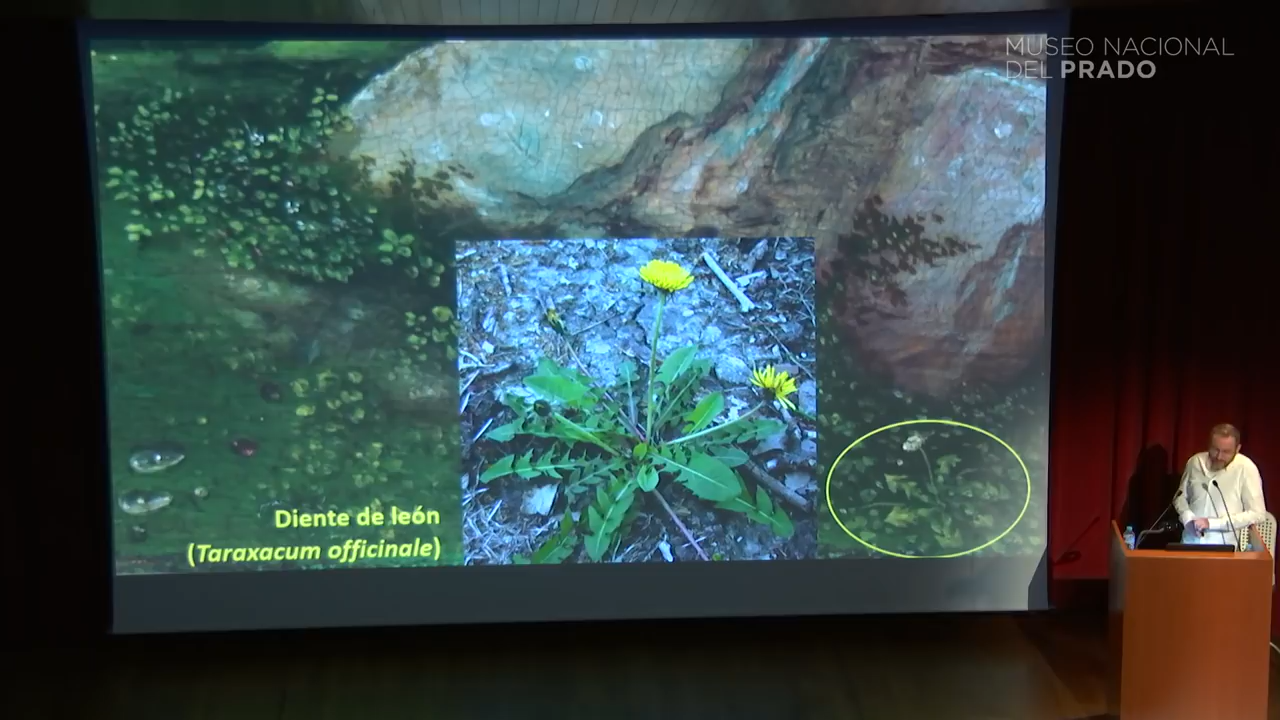 MUSEO NACIONAL
DEL PRADO
Diente de león
(Taraxacum officinale)